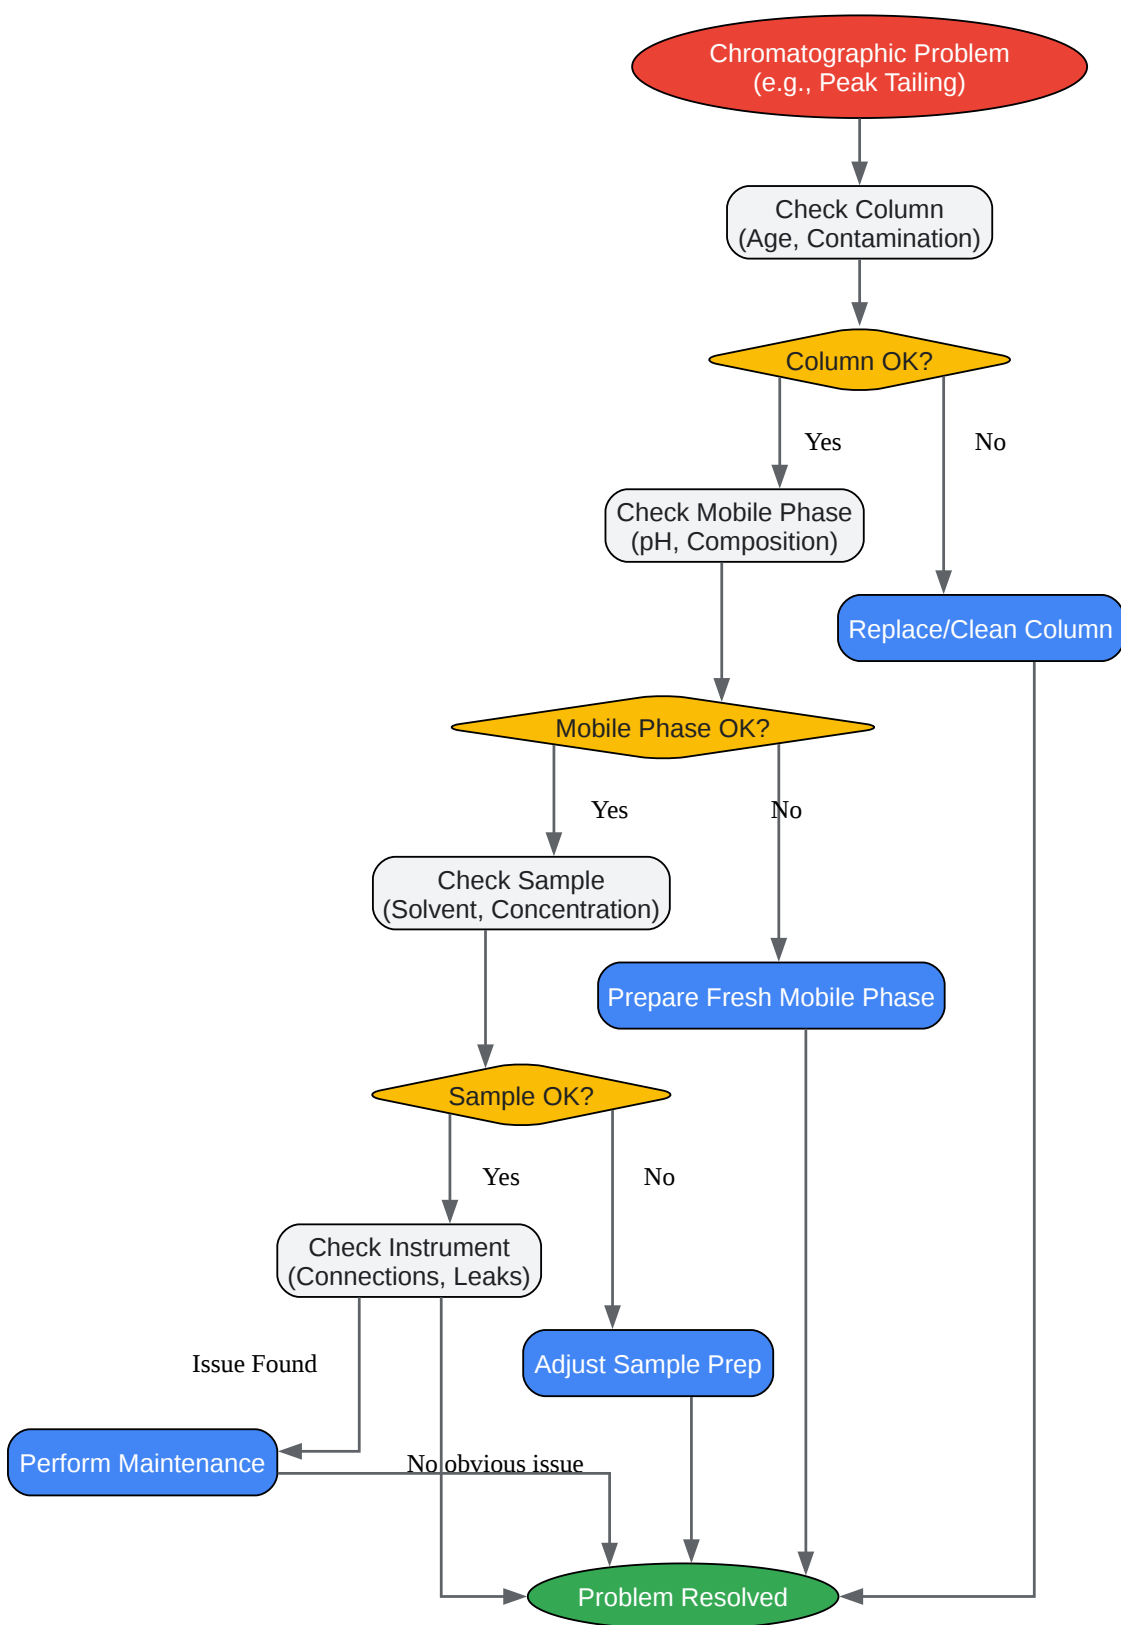 Chromatographic Problem
(e.g., Peak Tailing)
Check Column
(Age, Contamination)
Column OK?
Yes
No
Check Mobile Phase
(pH, Composition)
Replace/Clean Column
Mobile Phase OK?
Yes
No
Check Sample
(Solvent, Concentration)
Prepare Fresh Mobile Phase
Sample OK?
Yes
No
Check Instrument
(Connections, Leaks)
Issue Found
Adjust Sample Prep
Perform Maintenance
No obvious issue
Problem Resolved